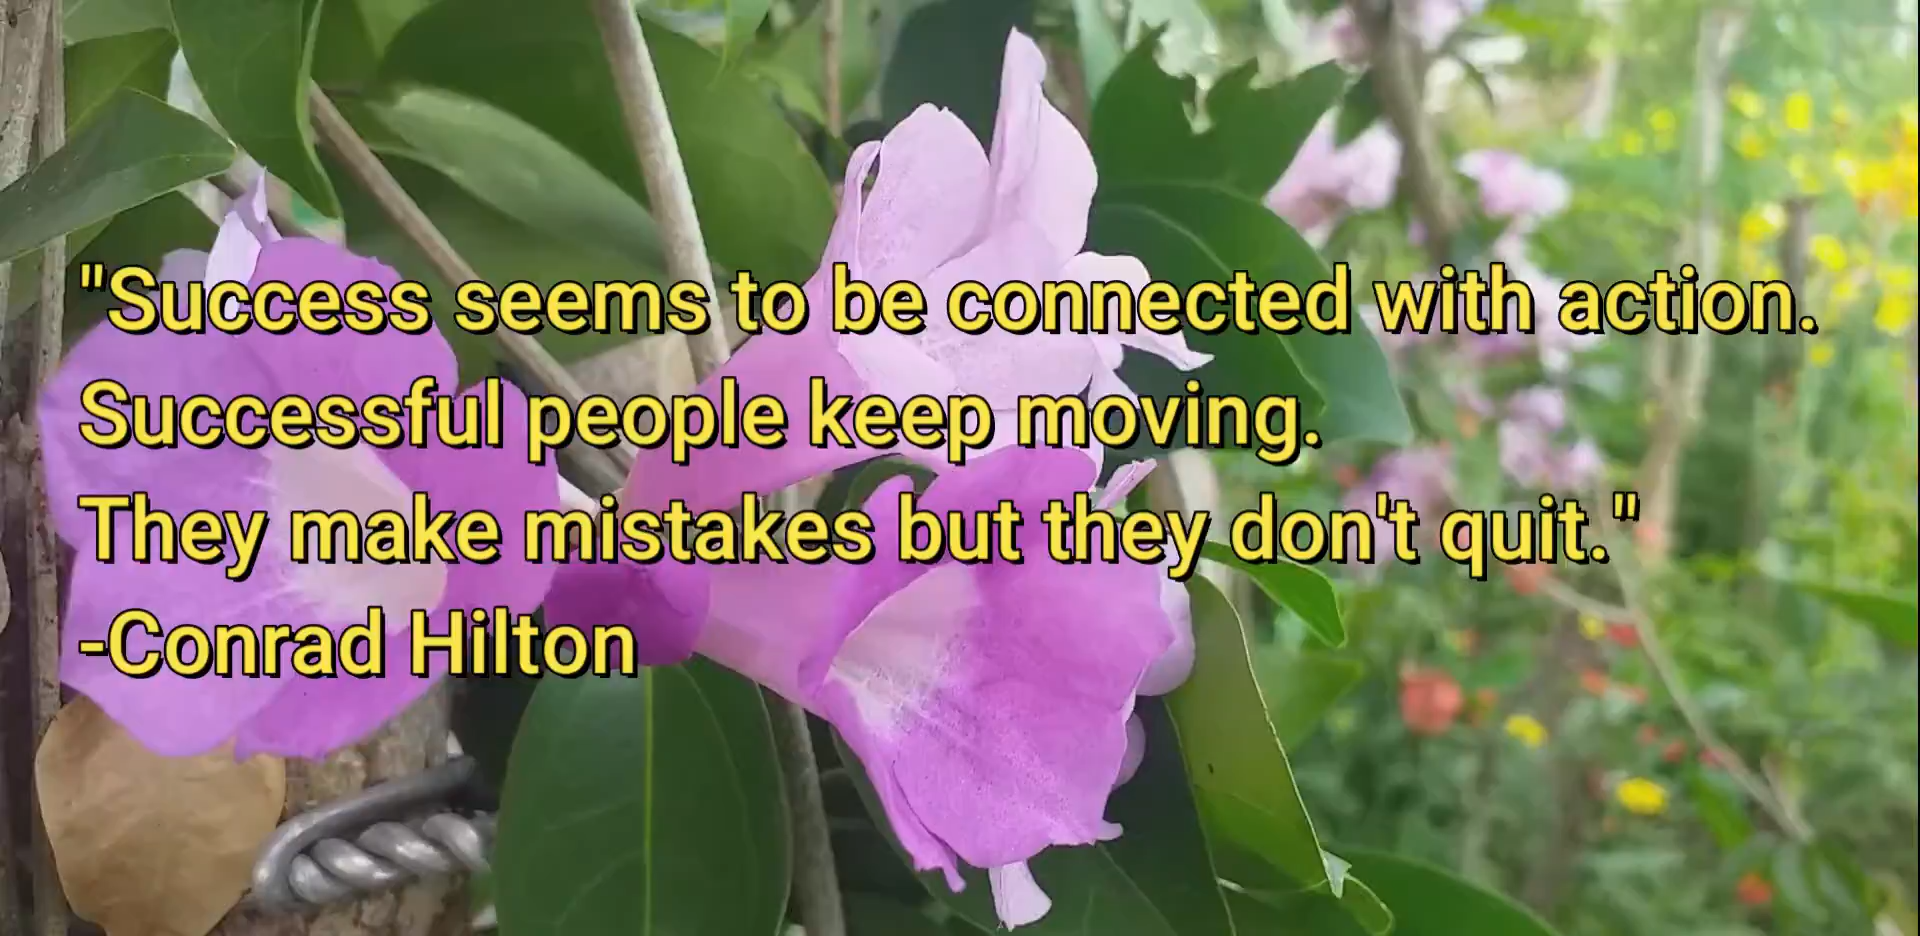 "Success seems to be connected with action.
Successful people keep moving.
They make mistakes but they don't quit."
-Conrad Hilton